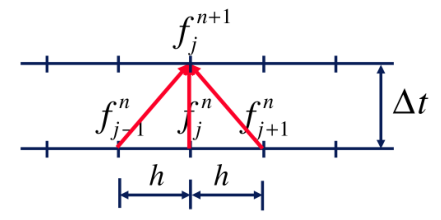 f_j^{n+1}
f_{j-1}^n f_j^n f_{j+1}^n Δt
h h